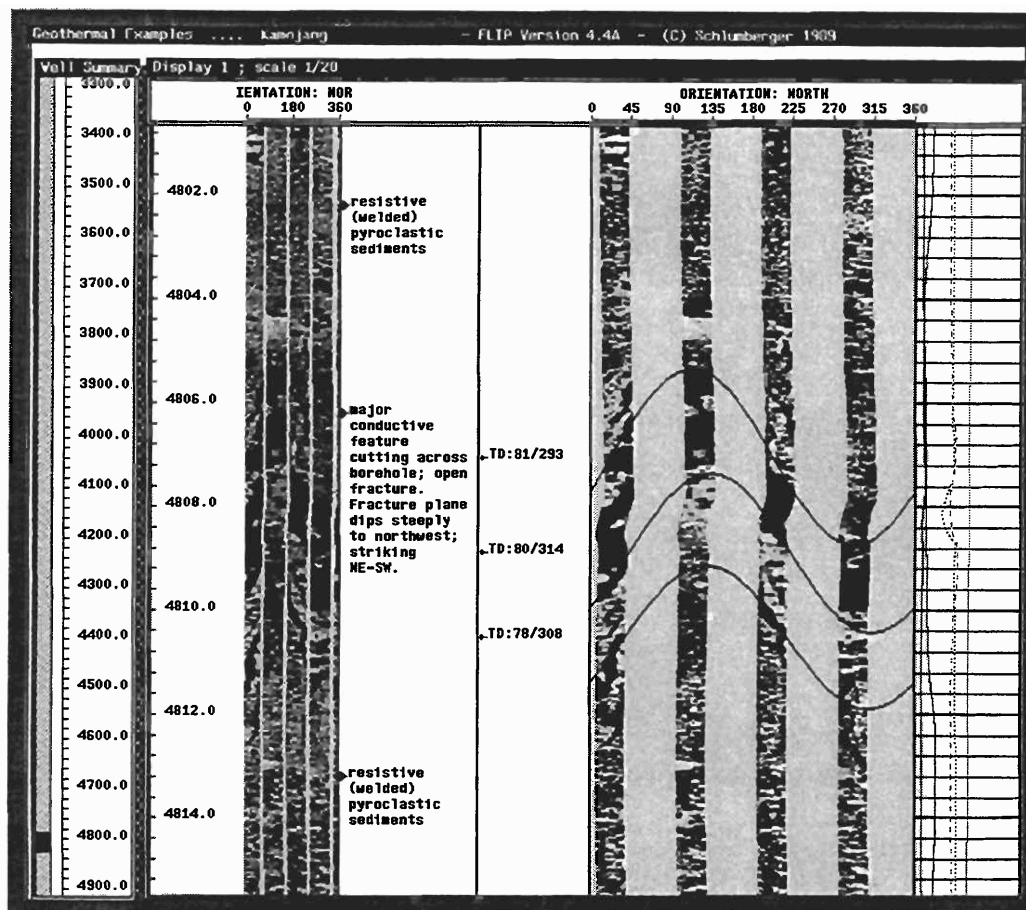 Geothermal Examples .... kamojang - FLIP Version 4.4A - (C) Schlumberger 1989
Well Summary Display 1 ; scale 1/20
IENTATION: NOR
0 180 360
ORIENTATION: NORTH
0 45 90 135 180 225 270 315 360
3300.0
3400.0
3500.0
3600.0
3700.0
3800.0
3900.0
4000.0
4100.0
4200.0
4300.0
4400.0
4500.0
4600.0
4700.0
4800.0
4900.0
4802.0
4804.0
4806.0
4808.0
4810.0
4812.0
4814.0
resistive
(welded)
pyroclastic
sediments
major
conductive
feature
cutting across
borehole; open
fracture.
Fracture plane
dips steeply
to northwest;
striking
NE-SW.
resistive
(welded)
pyroclastic
sediments
TD:81/293
TD:80/314
TD:78/308